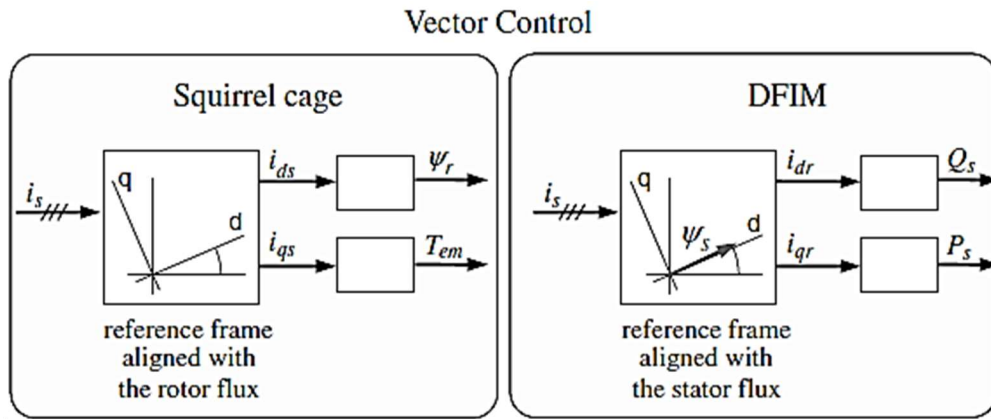 Vector Control
Squirrel cage
i_s
q
d
i_ds
ψ_r
i_qs
T_em
reference frame
aligned with
the rotor flux
DFIM
i_s
q
ψ_s
d
i_dr
Q_s
i_qr
P_s
reference frame
aligned with
the stator flux